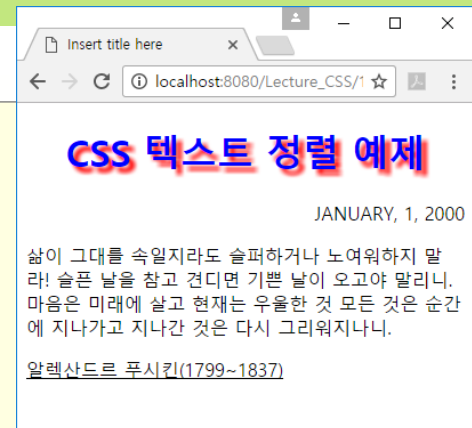 Insert title here
localhost:8080/Lecture_CSS/1
CSS 텍스트 정렬 예제
JANUARY, 1, 2000
삶이 그대를 속일지라도 슬퍼하거나 노여워하지 말
라! 슬픈 날을 참고 견디면 기쁜 날이 오고야 말리니.
마음은 미래에 살고 현재는 우울한 것 모든 것은 순간
에 지나가고 지나간 것은 다시 그리워지나니.
알렉산드르 푸시킨(1799~1837)